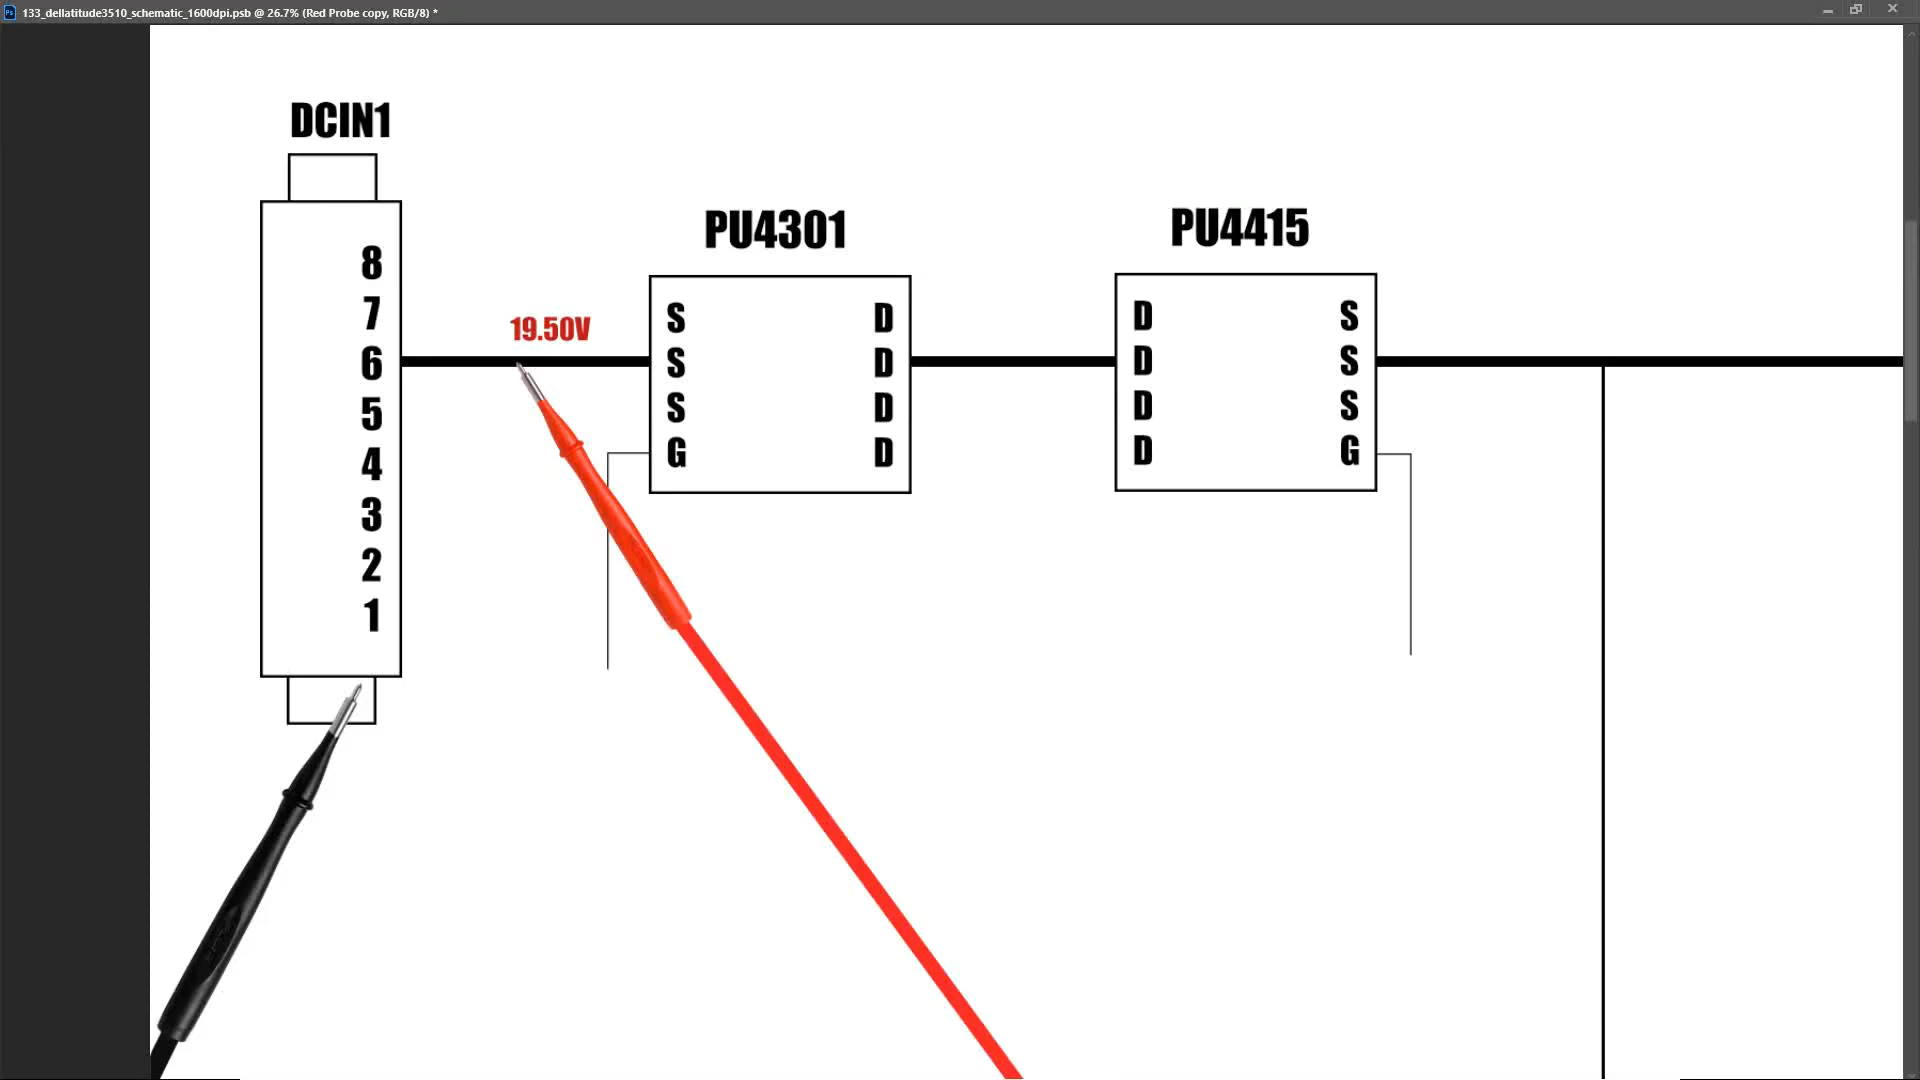 133_dellatitude3510_schematic_1600dpi.psb @ 26.7% (Red Probe copy, RGB/8) *
DCIN1
8
7
6
5
4
3
2
1
19.50V
PU4301
S D
S D
S D
G D
PU4415
D S
D S
D S
D G